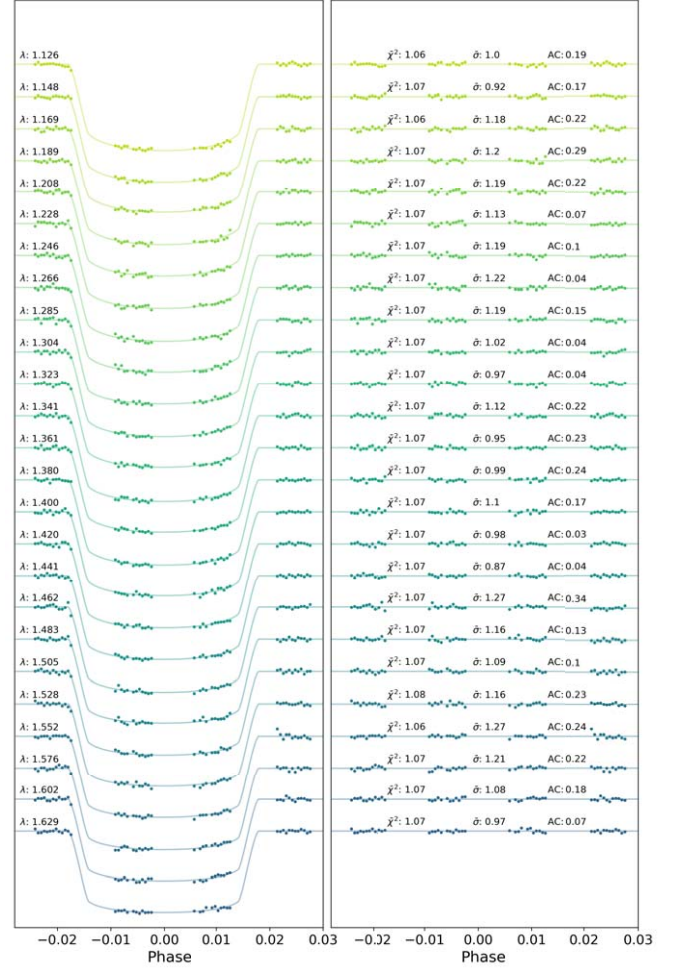 λ: 1.126 χ̄²: 1.06 σ̄: 1.0 AC: 0.19
λ: 1.148 χ̄²: 1.07 σ̄: 0.92 AC: 0.17
λ: 1.169 χ̄²: 1.06 σ̄: 1.18 AC: 0.22
λ: 1.189 χ̄²: 1.07 σ̄: 1.2 AC: 0.29
λ: 1.208 χ̄²: 1.07 σ̄: 1.19 AC: 0.22
λ: 1.228 χ̄²: 1.07 σ̄: 1.13 AC: 0.07
λ: 1.246 χ̄²: 1.07 σ̄: 1.19 AC: 0.1
λ: 1.266 χ̄²: 1.07 σ̄: 1.22 AC: 0.04
λ: 1.285 χ̄²: 1.07 σ̄: 1.19 AC: 0.15
λ: 1.304 χ̄²: 1.07 σ̄: 1.02 AC: 0.04
λ: 1.323 χ̄²: 1.07 σ̄: 0.97 AC: 0.04
λ: 1.341 χ̄²: 1.07 σ̄: 1.12 AC: 0.22
λ: 1.361 χ̄²: 1.07 σ̄: 0.95 AC: 0.23
λ: 1.380 χ̄²: 1.07 σ̄: 0.99 AC: 0.24
λ: 1.400 χ̄²: 1.07 σ̄: 1.1 AC: 0.17
λ: 1.420 χ̄²: 1.07 σ̄: 0.98 AC: 0.03
λ: 1.441 χ̄²: 1.07 σ̄: 0.87 AC: 0.04
λ: 1.462 χ̄²: 1.07 σ̄: 1.27 AC: 0.34
λ: 1.483 χ̄²: 1.07 σ̄: 1.16 AC: 0.13
λ: 1.505 χ̄²: 1.07 σ̄: 1.09 AC: 0.1
λ: 1.528 χ̄²: 1.08 σ̄: 1.16 AC: 0.23
λ: 1.552 χ̄²: 1.06 σ̄: 1.27 AC: 0.24
λ: 1.576 χ̄²: 1.07 σ̄: 1.21 AC: 0.22
λ: 1.602 χ̄²: 1.07 σ̄: 1.08 AC: 0.18
λ: 1.629 χ̄²: 1.07 σ̄: 0.97 AC: 0.07
−0.02 −0.01 0.00 0.01 0.02 0.03 −0.02 −0.01 0.00 0.01 0.02 0.03
Phase Phase